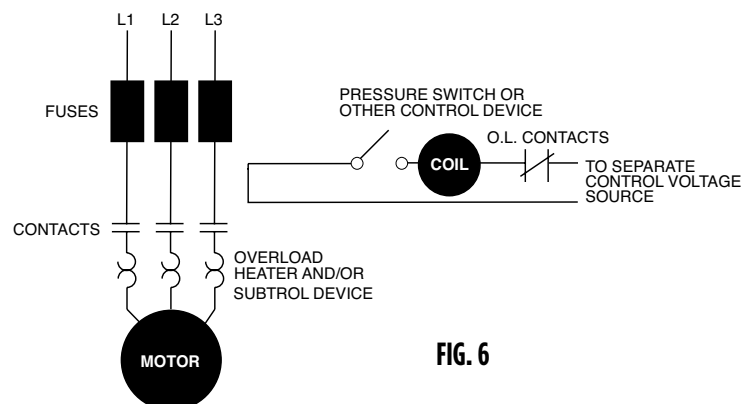 L1 L2 L3
FUSES
PRESSURE SWITCH OR
OTHER CONTROL DEVICE
O.L. CONTACTS
COIL
TO SEPARATE
CONTROL VOLTAGE
SOURCE
CONTACTS
OVERLOAD
HEATER AND/OR
SUBTROL DEVICE
MOTOR
FIG. 6